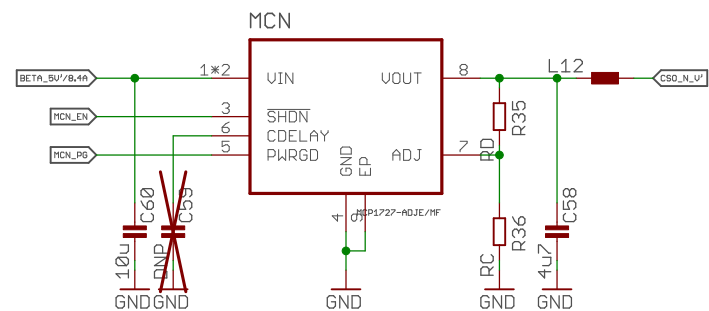 MCN
BETA_5V'/8.4A
MCN_EN
MCN_PG
1*2
3
6
5
VIN
SHDN
CDELAY
PWRGD
GND
EP
VOUT
ADJ
8
7
4
9
MCP1727-ADJE/MF
L12
CSO_N_V'
R35
RD
R36
RC
C60
10u
C59
DNP
C58
4u7
GND
GND
GND
GND
GND